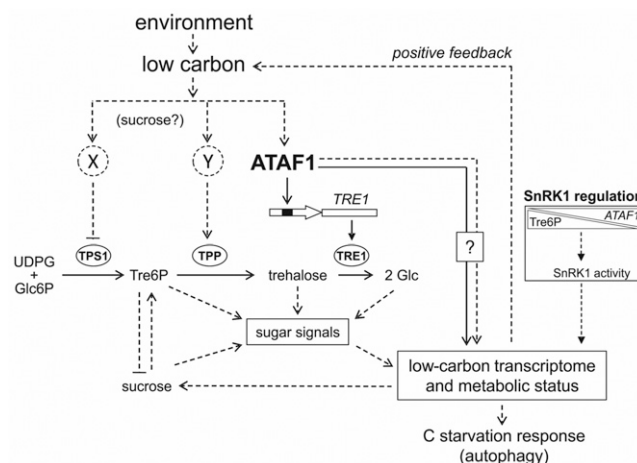 environment
low carbon
positive feedback
(sucrose?)
X
Y
ATAF1
TRE1
SnRK1 regulation
Tre6P
ATAF1
SnRK1 activity
?
UDPG
+
Glc6P
TPS1
Tre6P
TPP
trehalose
TRE1
2 Glc
sugar signals
sucrose
low-carbon transcriptome
and metabolic status
C starvation response
(autophagy)